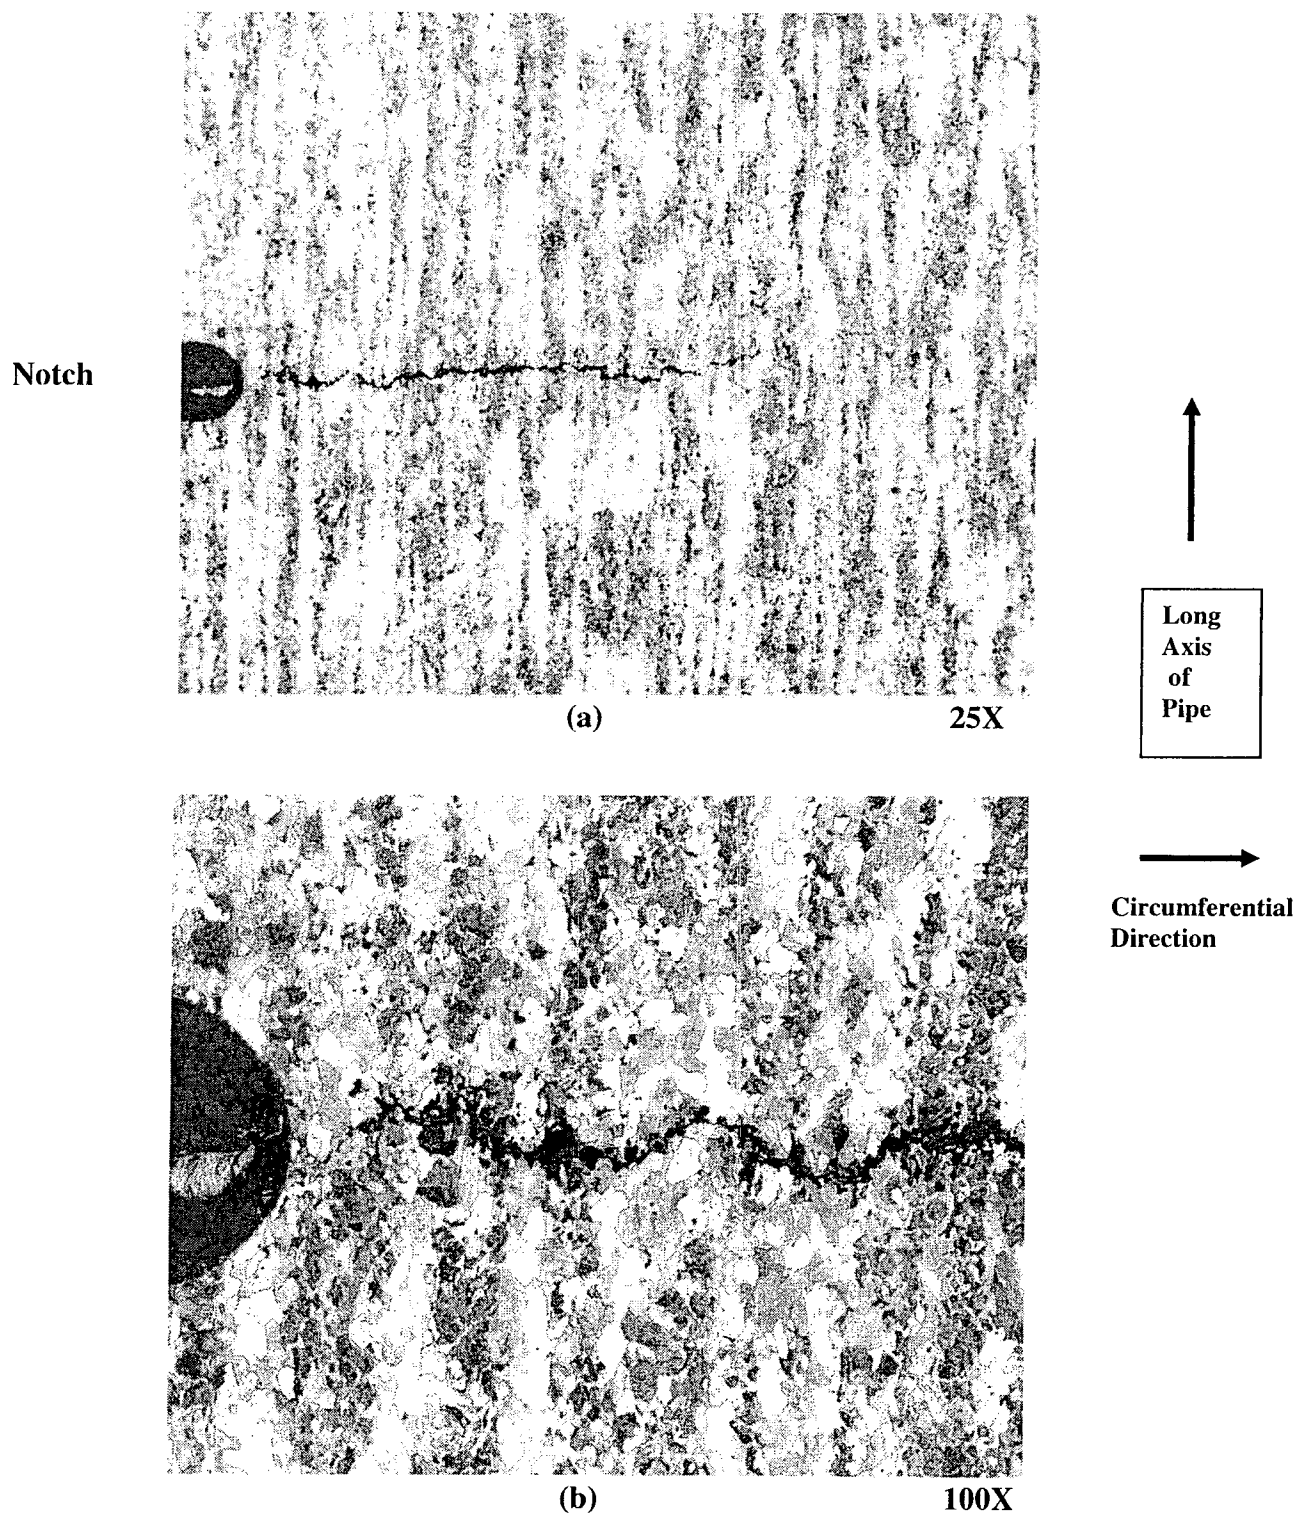 Notch
(a)
25X
Long
Axis
of
Pipe
Circumferential
Direction
(b)
100X